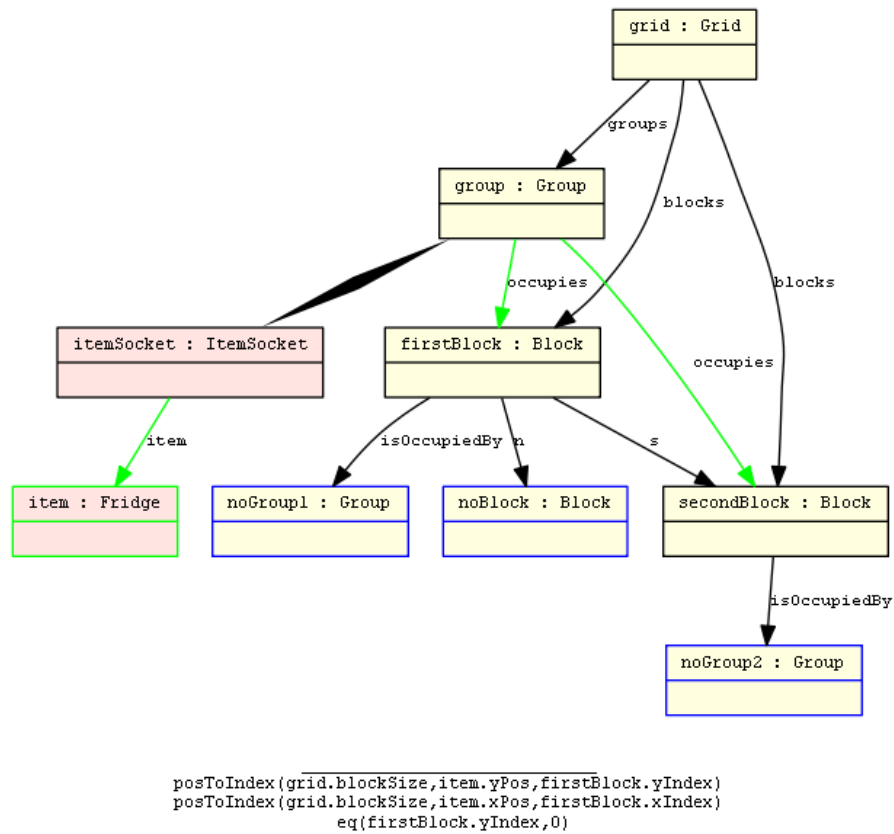 grid : Grid
groups
group : Group
blocks
occupies
blocks
itemSocket : ItemSocket
firstBlock : Block
occupies
item
isOccupiedBy
n
s
item : Fridge
noGroup1 : Group
noBlock : Block
secondBlock : Block
isOccupiedBy
noGroup2 : Group
posToIndex(grid.blockSize,item.yPos,firstBlock.yIndex)
posToIndex(grid.blockSize,item.xPos,firstBlock.xIndex)
eq(firstBlock.yIndex,0)